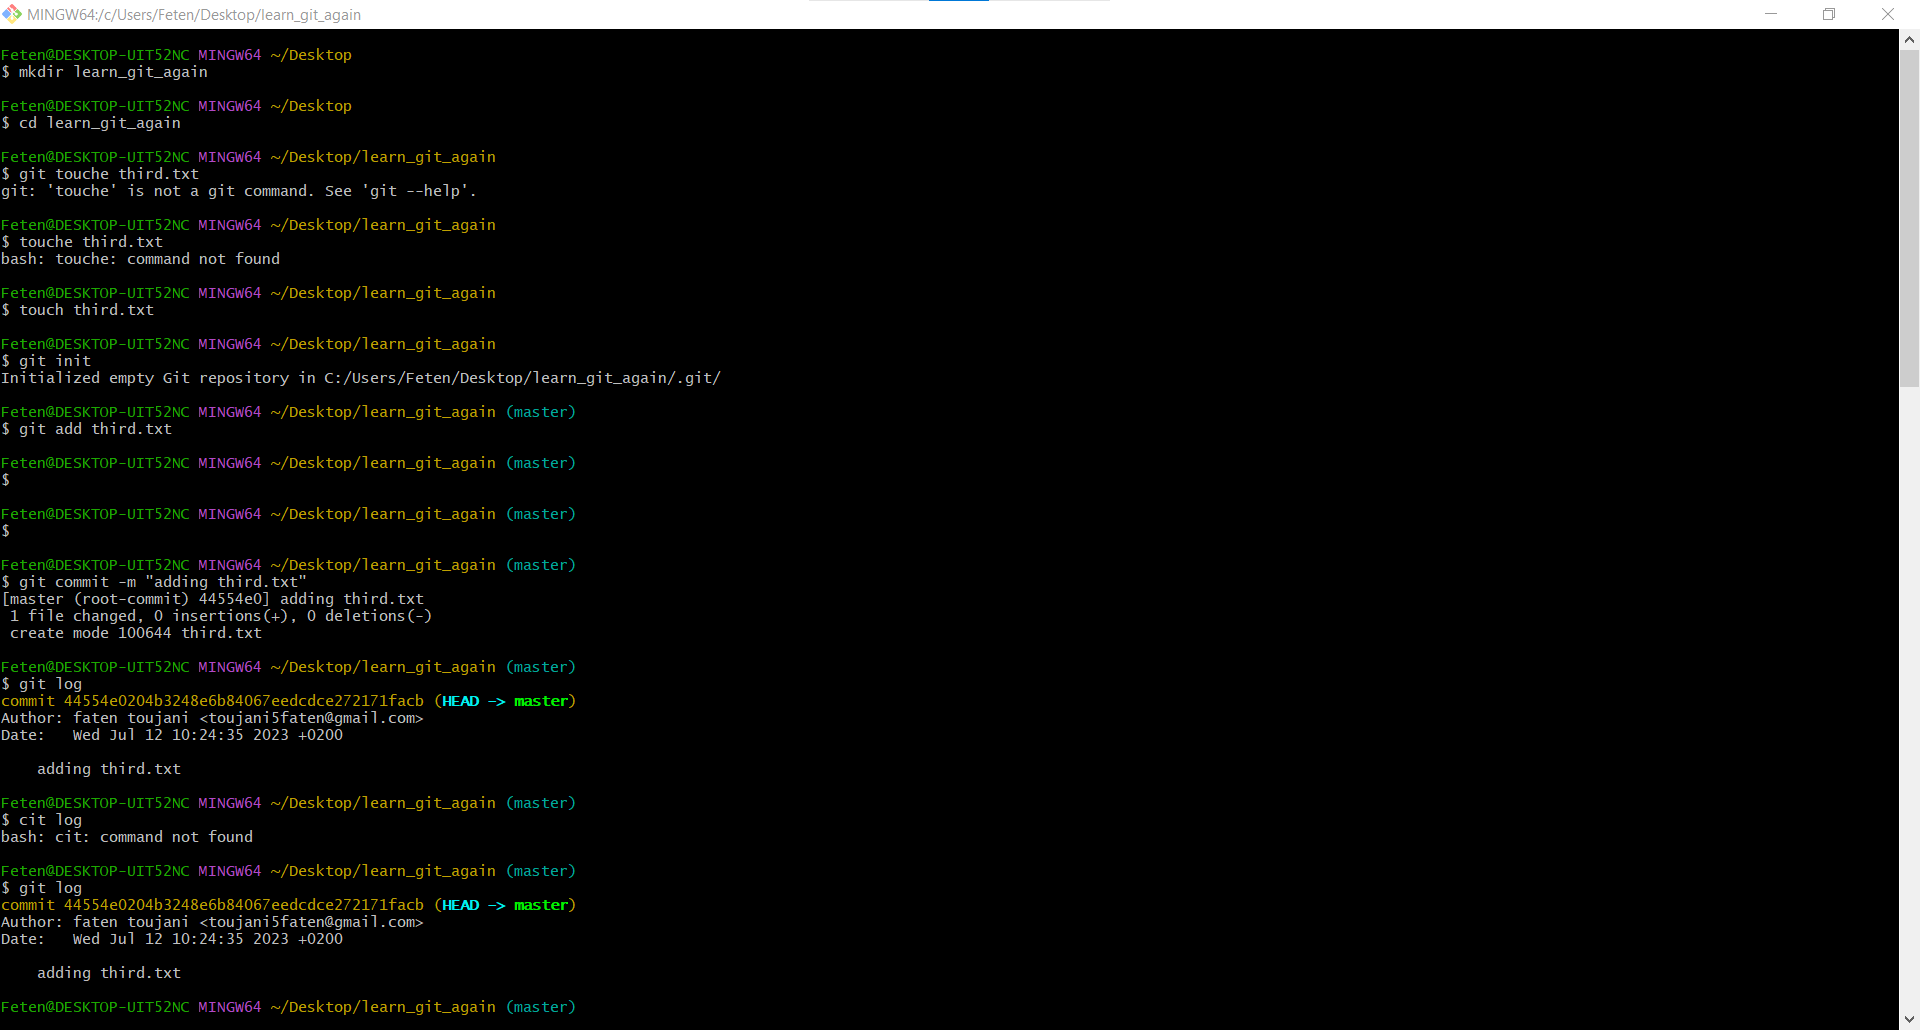 MINGW64:/c/Users/Feten/Desktop/learn_git_again
Feten@DESKTOP-UIT52NC MINGW64 ~/Desktop
$ mkdir learn_git_again
Feten@DESKTOP-UIT52NC MINGW64 ~/Desktop
$ cd learn_git_again
Feten@DESKTOP-UIT52NC MINGW64 ~/Desktop/learn_git_again
$ git touche third.txt
git: 'touche' is not a git command. See 'git --help'.
Feten@DESKTOP-UIT52NC MINGW64 ~/Desktop/learn_git_again
$ touche third.txt
bash: touche: command not found
Feten@DESKTOP-UIT52NC MINGW64 ~/Desktop/learn_git_again
$ touch third.txt
Feten@DESKTOP-UIT52NC MINGW64 ~/Desktop/learn_git_again
$ git init
Initialized empty Git repository in C:/Users/Feten/Desktop/learn_git_again/.git/
Feten@DESKTOP-UIT52NC MINGW64 ~/Desktop/learn_git_again (master)
$ git add third.txt
Feten@DESKTOP-UIT52NC MINGW64 ~/Desktop/learn_git_again (master)
$
Feten@DESKTOP-UIT52NC MINGW64 ~/Desktop/learn_git_again (master)
$
Feten@DESKTOP-UIT52NC MINGW64 ~/Desktop/learn_git_again (master)
$ git commit -m "adding third.txt"
[master (root-commit) 44554e0] adding third.txt
 1 file changed, 0 insertions(+), 0 deletions(-)
 create mode 100644 third.txt
Feten@DESKTOP-UIT52NC MINGW64 ~/Desktop/learn_git_again (master)
$ git log
commit 44554e0204b3248e6b84067eedcdce272171facb (HEAD -> master)
Author: faten toujani <toujani5faten@gmail.com>
Date:   Wed Jul 12 10:24:35 2023 +0200
    adding third.txt
Feten@DESKTOP-UIT52NC MINGW64 ~/Desktop/learn_git_again (master)
$ cit log
bash: cit: command not found
Feten@DESKTOP-UIT52NC MINGW64 ~/Desktop/learn_git_again (master)
$ git log
commit 44554e0204b3248e6b84067eedcdce272171facb (HEAD -> master)
Author: faten toujani <toujani5faten@gmail.com>
Date:   Wed Jul 12 10:24:35 2023 +0200
    adding third.txt
Feten@DESKTOP-UIT52NC MINGW64 ~/Desktop/learn_git_again (master)